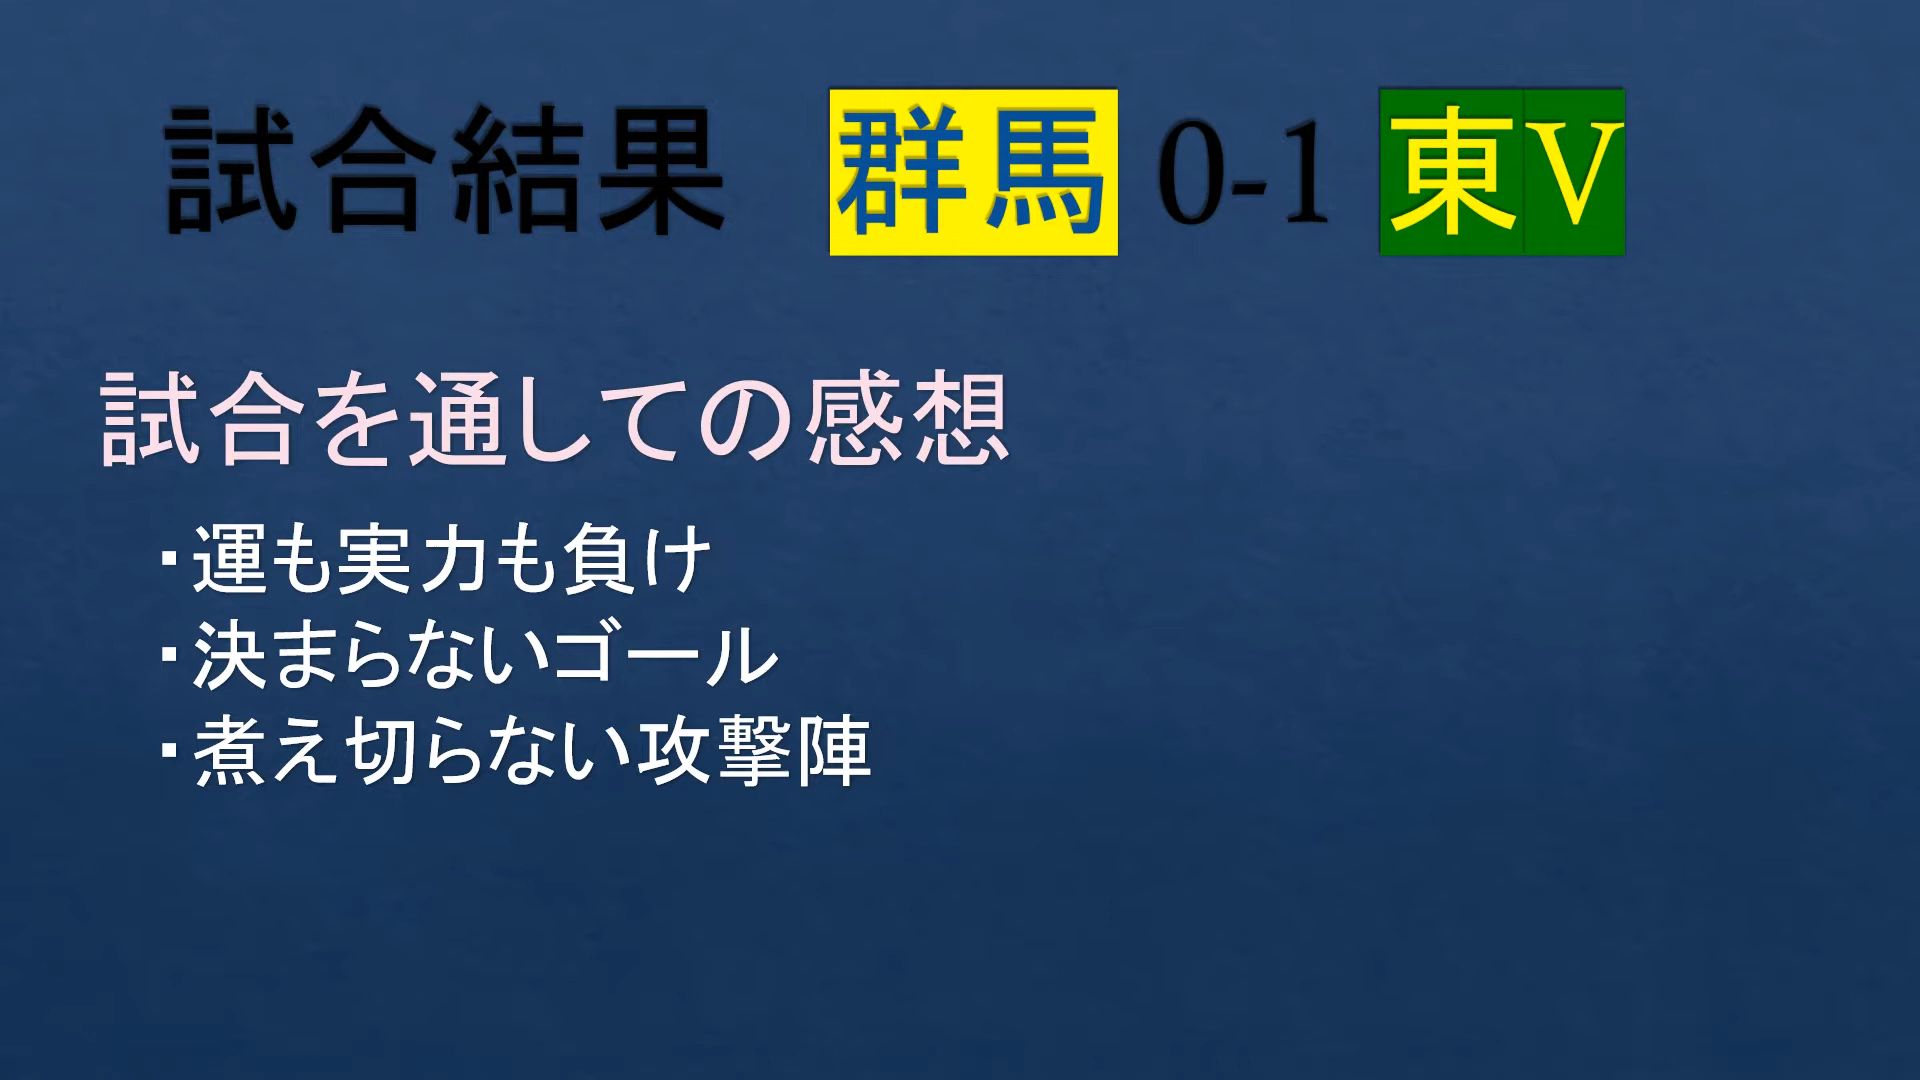 試合結果　群馬 0-1 東V
試合を通しての感想
・運も実力も負け
・決まらないゴール
・煮え切らない攻撃陣